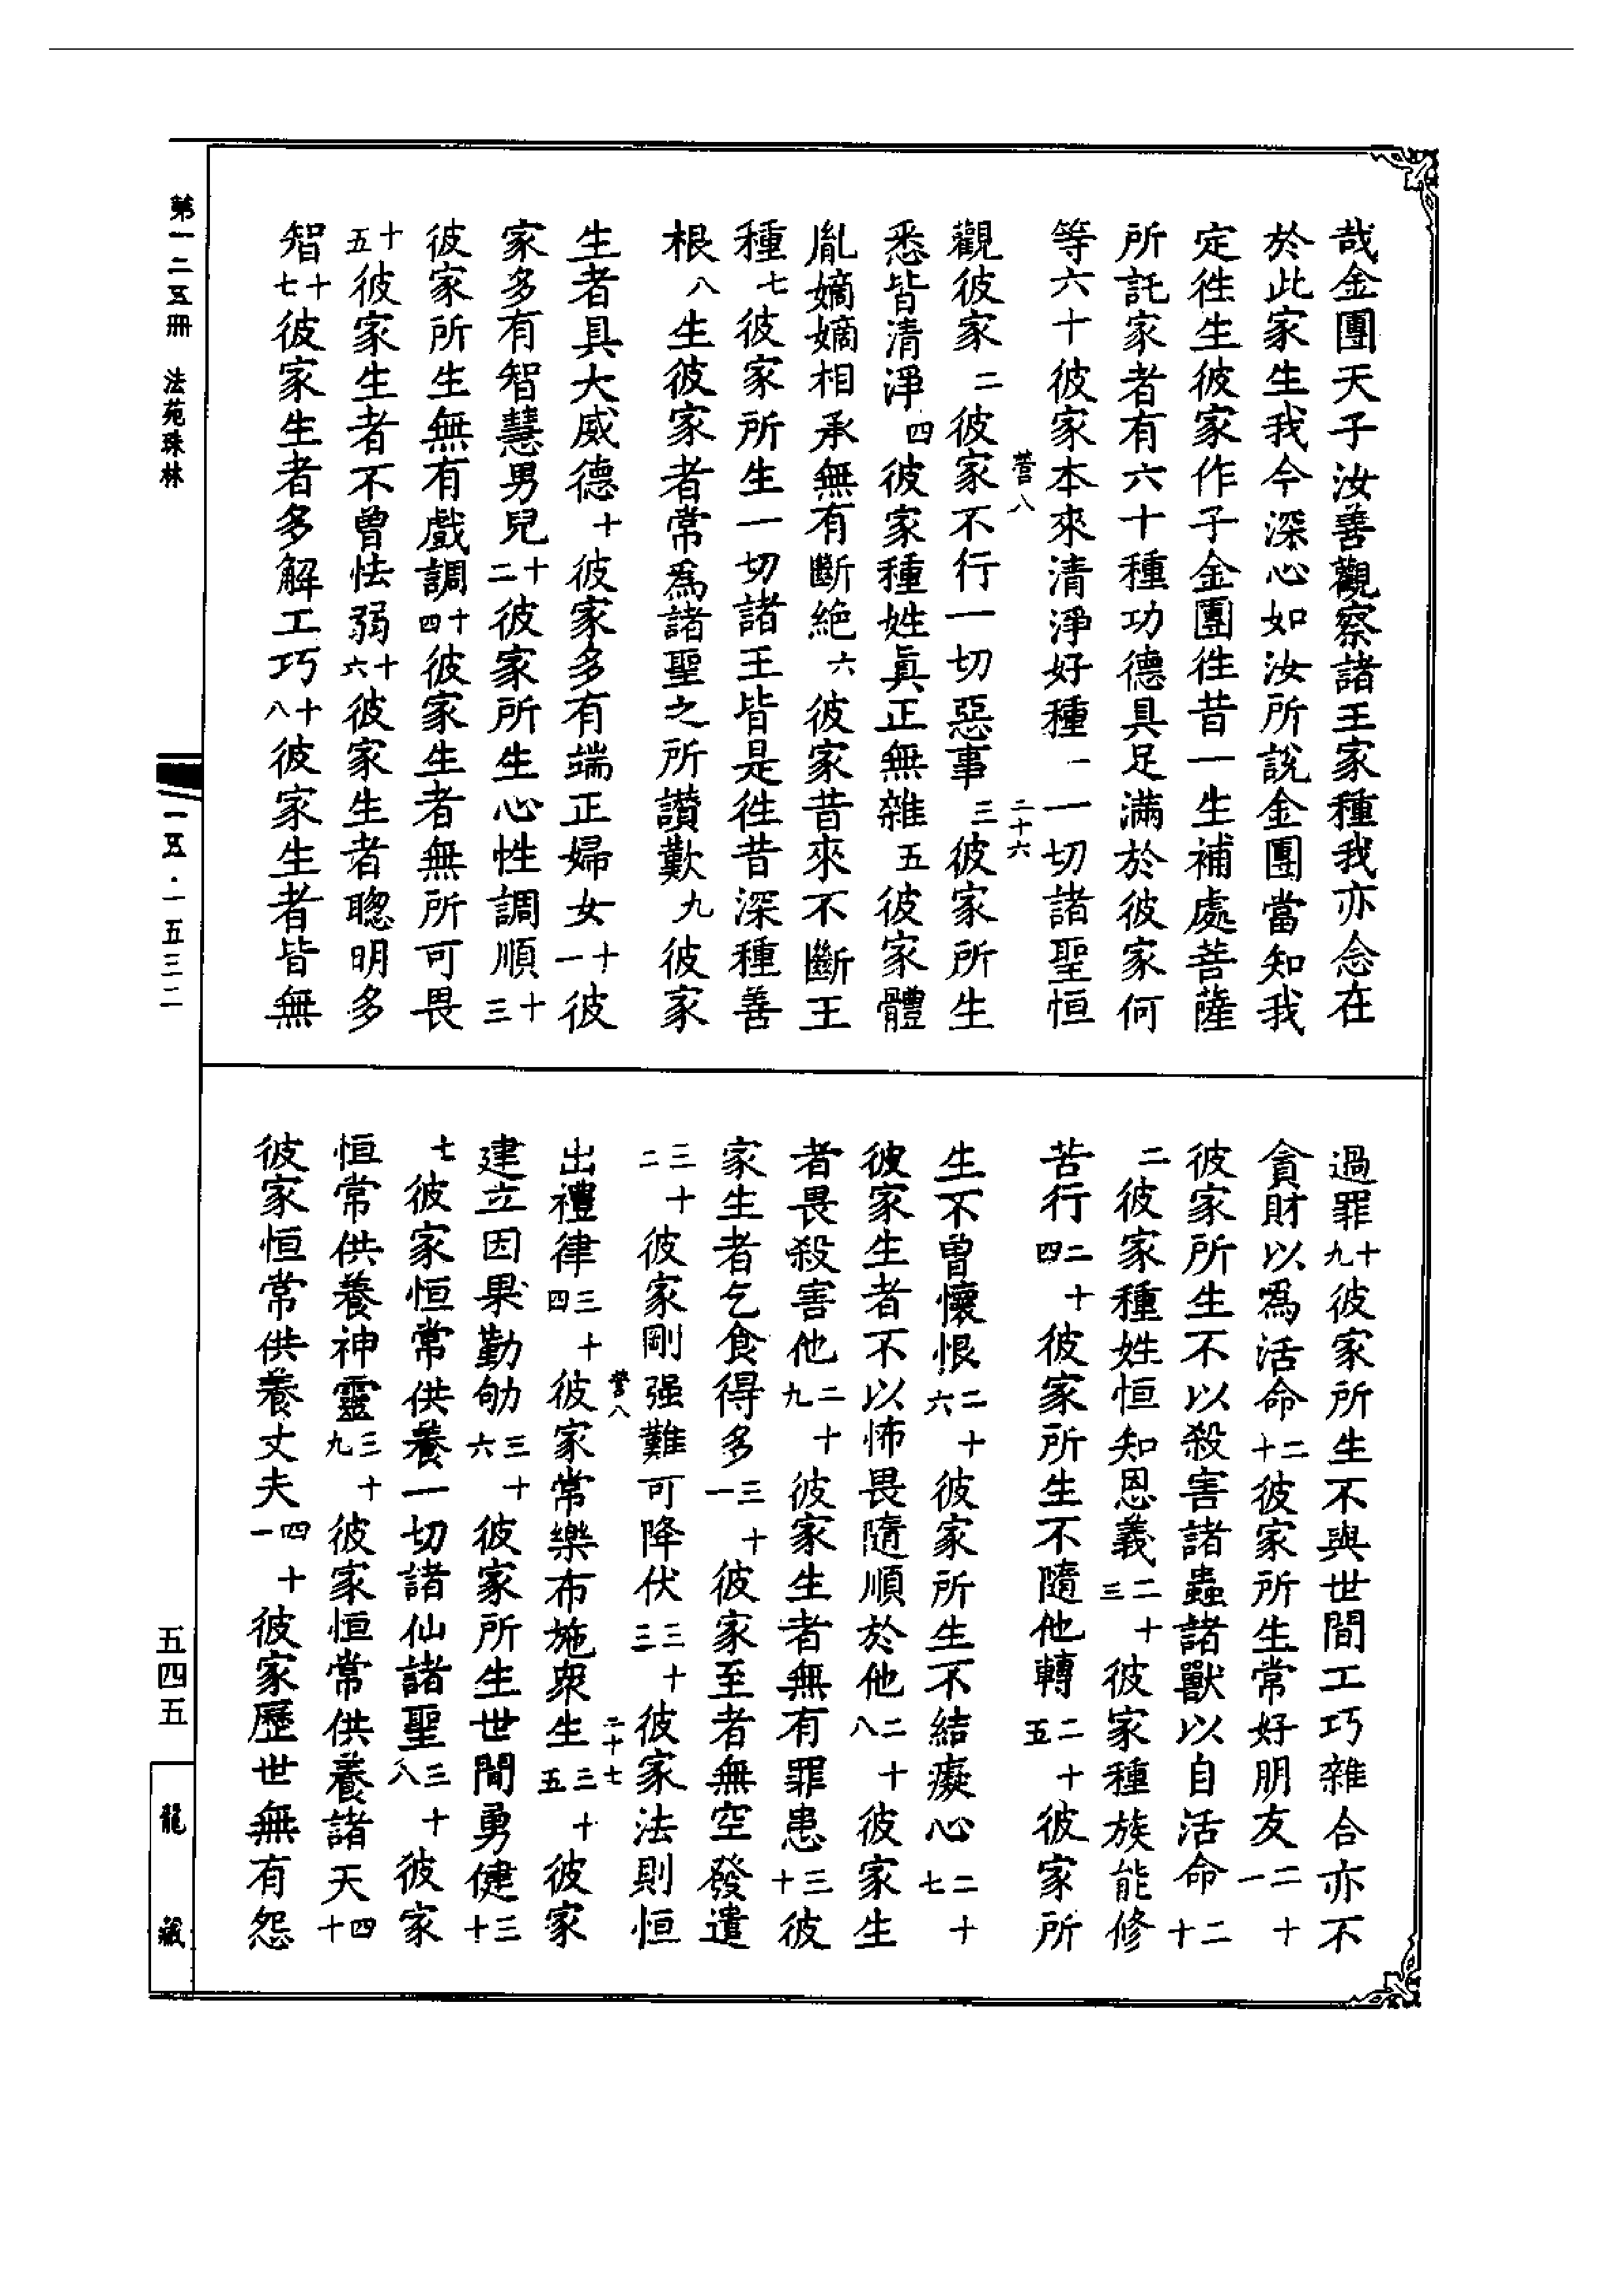 哉金團天子汝善觀察諸王家種我亦念在
於此家生我今深心如汝所說金團當知我
定徃生彼家作子金團徃昔一生補處菩薩
所託家者有六十種功德具足滿於彼家何
等六十彼家本來清淨好種一一切諸聖恒
營八 二十六
觀彼家二彼家不行一切惡事三彼家所生
悉皆清淨四彼家種姓眞正無雜五彼家體
胤嫡嫡相承無有斷絶六彼家昔來不斷王
種七彼家所生一切諸王皆是徃昔深種善
根八生彼家者常爲諸聖之所讚歎九彼家
生者具大威德十彼家多有端正婦女十一彼
家多有智慧男兒十二彼家所生心性調順十三
彼家所生無有戲調十四彼家生者無所可畏
十五彼家生者不曾怯弱十六彼家生者聰明多
智十七彼家生者多解工巧十八彼家生者皆無
過罪十九彼家所生不與世間工巧雜合亦不
貪財以爲活命二十彼家所生常好朋友二十一
彼家所生不以殺害諸蟲諸獸以自活命二十
二彼家種姓恒知恩義二十三彼家種族能修
苦行二十四彼家所生不隨他轉二十五彼家所
生不曾懷恨二十六彼家所生不結癡心二十七
彼家生者不以怖畏隨順於他二十八彼家生
者畏殺害他二十九彼家生者無有罪患三十彼
家生者乞食得多三十一彼家至者無空發遣
三十二彼家剛强難可降伏三十三彼家法則恒
營八 二十七
出禮律三十四彼家常樂布施衆生三十五彼家
建立因果勤劬三十六彼家所生世間勇健三十
七彼家恒常供養一切諸仙諸聖三十八彼家
恒常供養神靈三十九彼家恒常供養諸天四十
彼家恒常供養丈夫四十一彼家歷世無有怨
第一二五冊 法苑珠林
一五·一五三二
五四五
龍藏